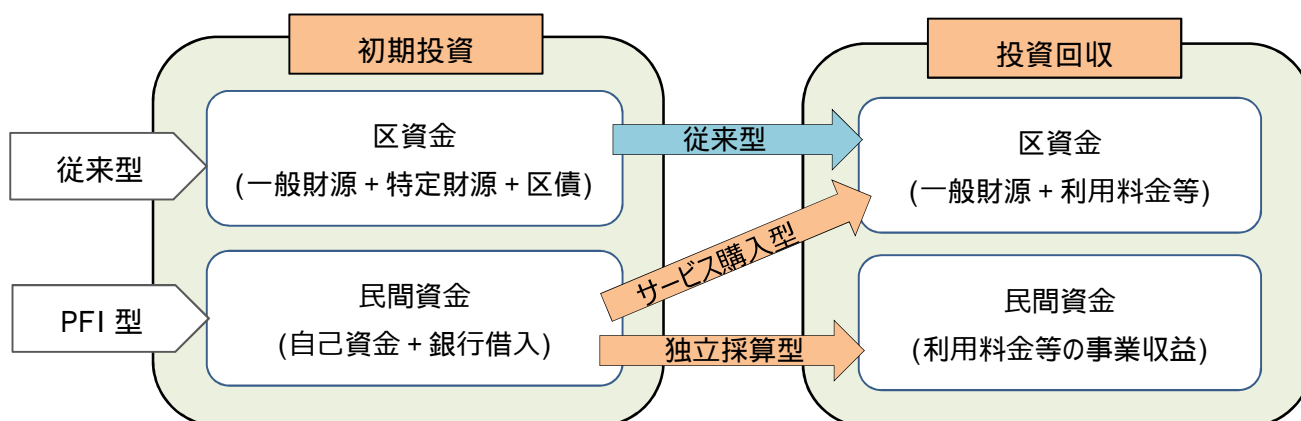 初期投資
投資回収
従来型
区資金
(一般財源 + 特定財源 + 区債)
従来型
区資金
(一般財源 + 利用料金等)
サービス購入型
PFI 型
民間資金
(自己資金 + 銀行借入)
独立採算型
民間資金
(利用料金等の事業収益)